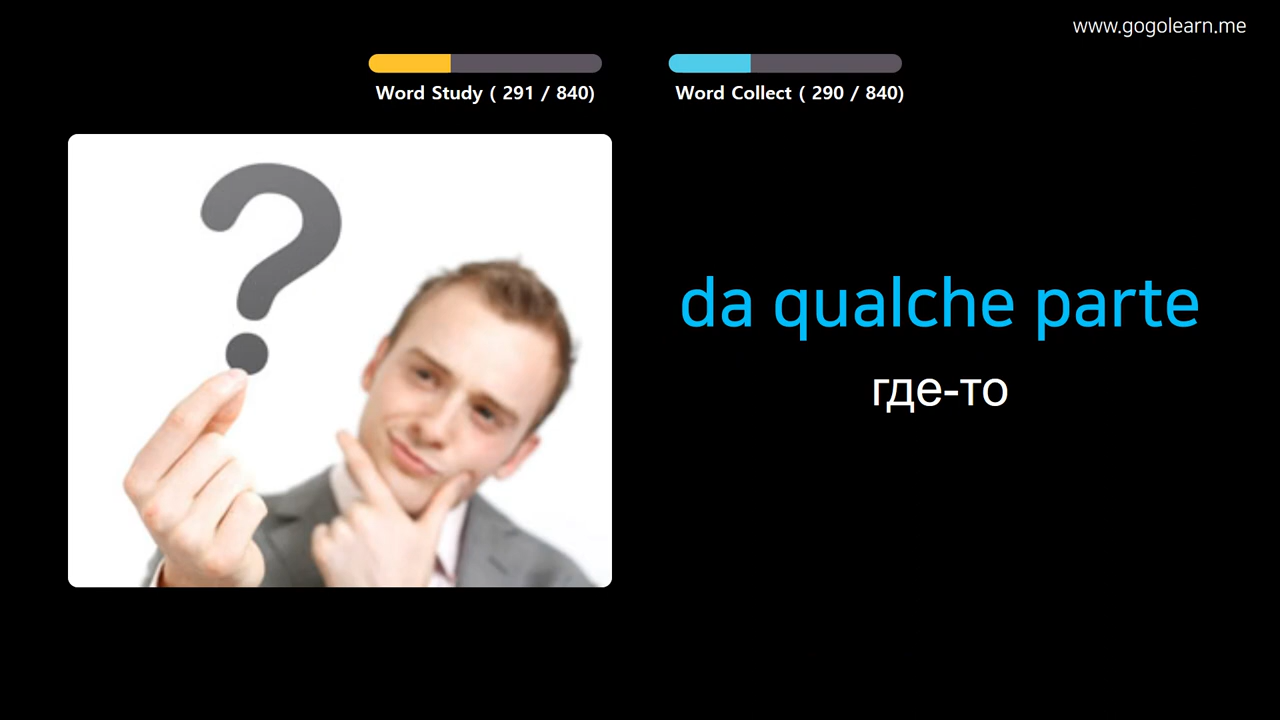 www.gogolearn.me
Word Study ( 291 / 840)
Word Collect ( 290 / 840)
da qualche parte
где-то